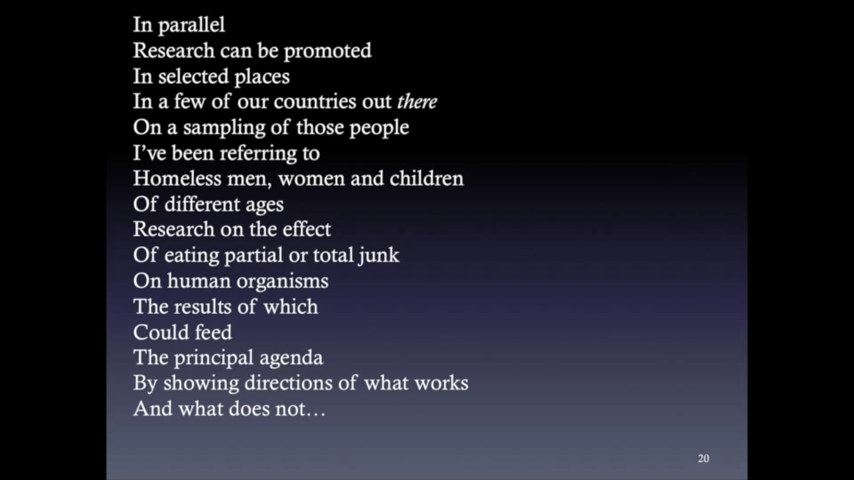 In parallel
Research can be promoted
In selected places
In a few of our countries out there
On a sampling of those people
I've been referring to
Homeless men, women and children
Of different ages
Research on the effect
Of eating partial or total junk
On human organisms
The results of which
Could feed
The principal agenda
By showing directions of what works
And what does not…
20